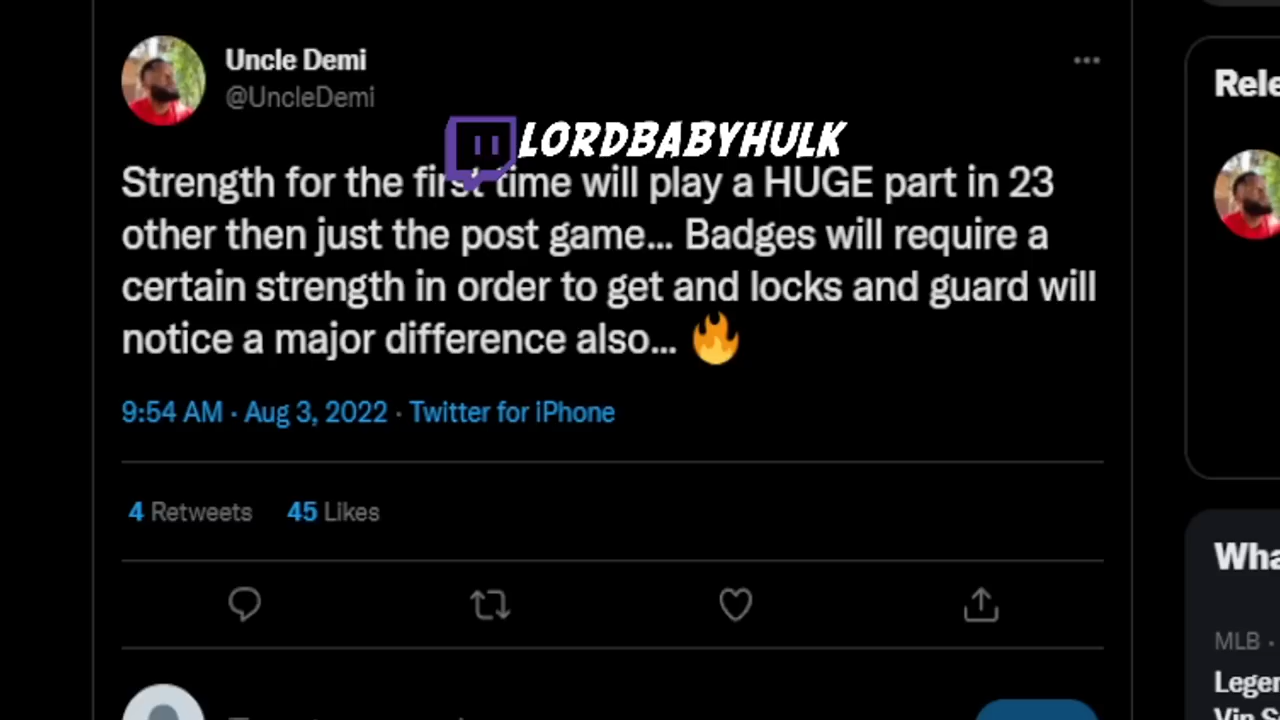 Uncle Demi
@UncleDemi
LORDBABYHULK
Strength for the first time will play a HUGE part in 23
other then just the post game... Badges will require a
certain strength in order to get and locks and guard will
notice a major difference also... 🔥
9:54 AM · Aug 3, 2022 · Twitter for iPhone
4 Retweets 45 Likes
Rele
Wha
MLB ·
Leger
Vin S